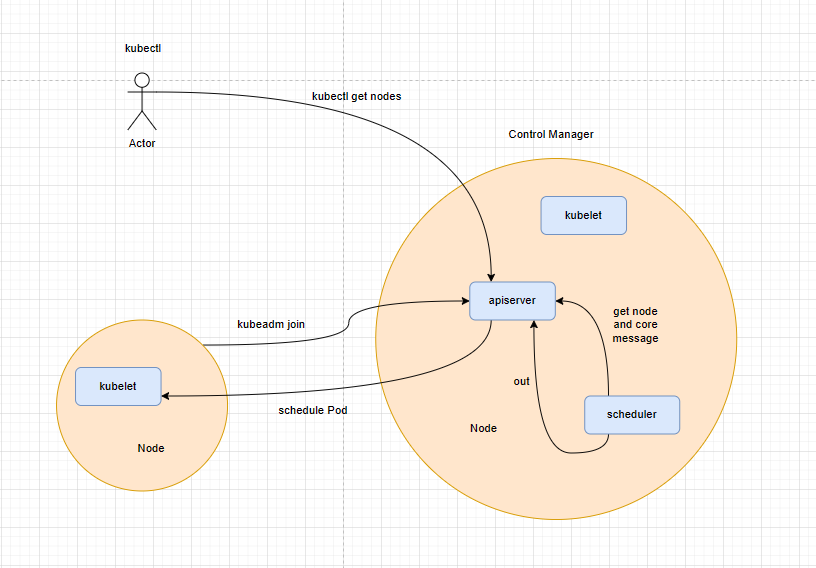 kubectl
kubectl get nodes
Actor
Control Manager
kubelet
apiserver
get node
and core
message
kubeadm join
kubelet
out
scheduler
schedule Pod
Node
Node